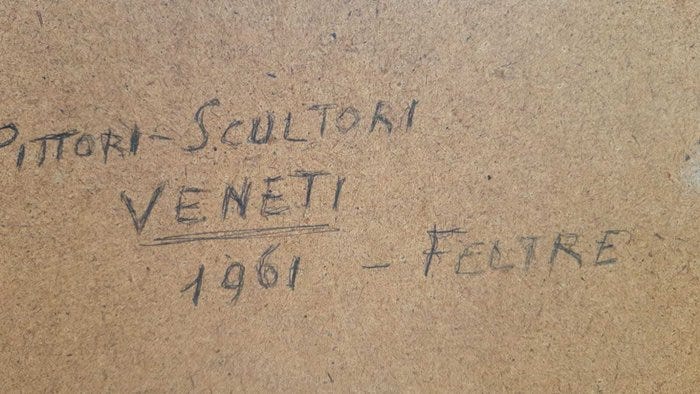 PITTORI-SCULTORI
VENETI
1961 - FELTRE